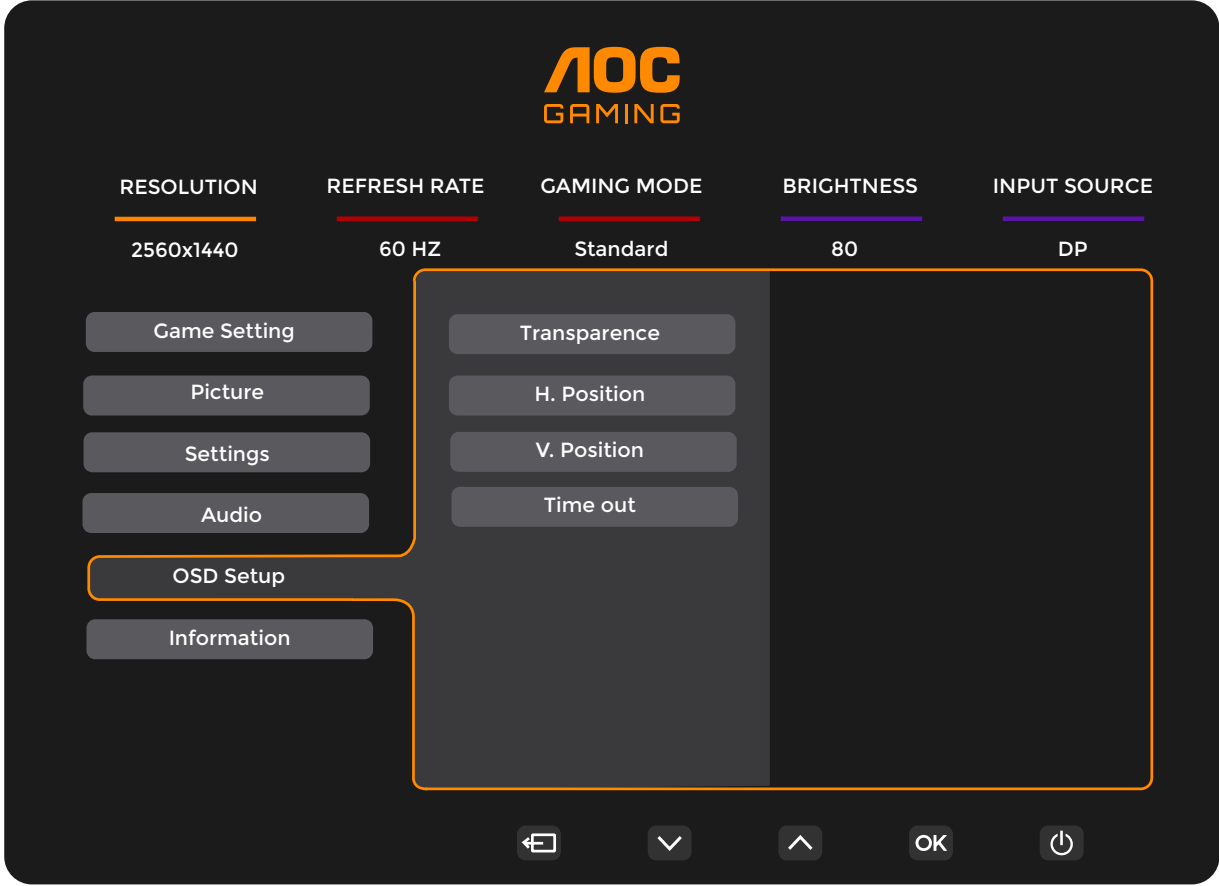 AOC
GAMING
RESOLUTION REFRESH RATE GAMING MODE BRIGHTNESS INPUT SOURCE
2560x1440 60 HZ Standard 80 DP
Game Setting
Picture
Settings
Audio
OSD Setup
Information
Transparence
H. Position
V. Position
Time out
OK